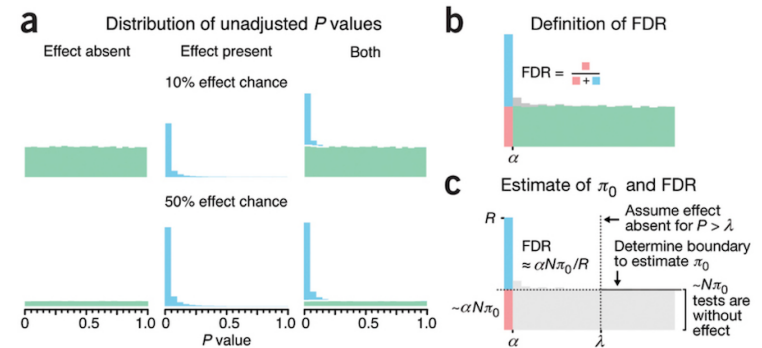 a
Distribution of unadjusted P values
Effect absent
Effect present
Both
10% effect chance
50% effect chance
0 0.5 1.0
0 0.5 1.0
0 0.5 1.0
P value
b
Definition of FDR
FDR =
+
α
c
Estimate of π0 and FDR
R
Assume effect
absent for P > λ
FDR
≈ αNπ0/R
Determine boundary
to estimate π0
~αNπ0
~Nπ0
tests are
without
effect
α
λ